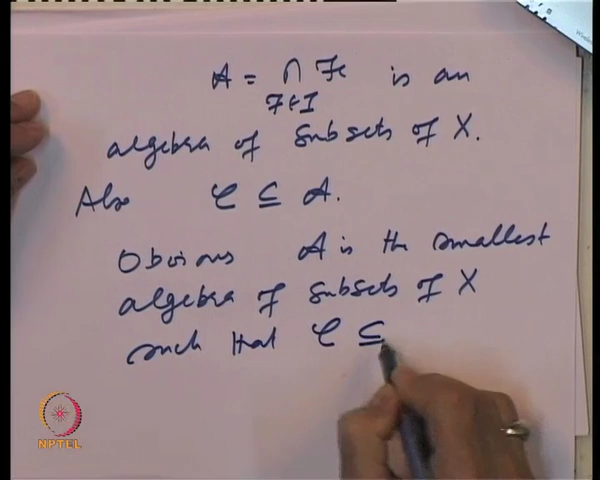 A = ∩ F is an
F∈I
algebra of subsets of X.
Also C ⊆ A.
Obvious A is the smallest
algebra of subsets of X
such that C ⊆
NPTEL